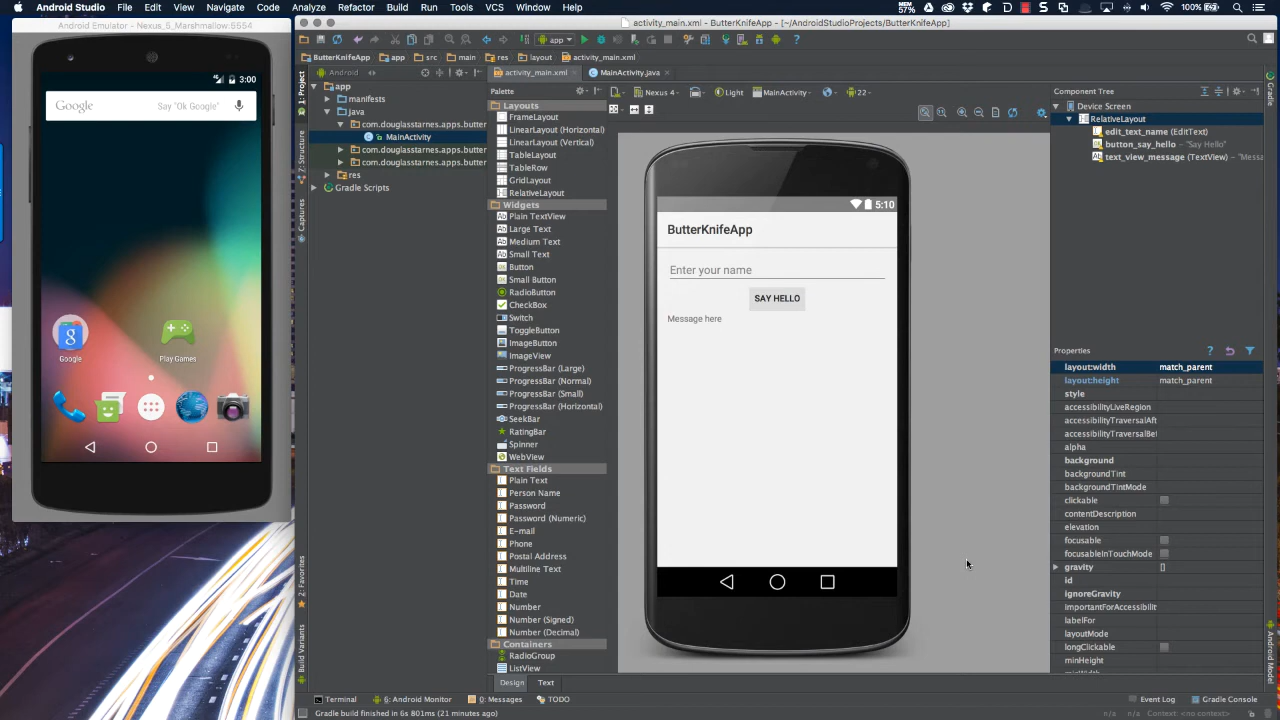 Android Studio File Edit View Navigate Code Analyze Refactor Build Run Tools VCS Window Help
100%
Android Emulator - Nexus_5_Marshmallow:5554
3:00
Google Say "Ok Google"
Google
Play Games
activity_main.xml - [~/AndroidStudioProjects/ButterKnifeApp]
app
ButterKnifeApp app src main res layout activity_main.xml
Android
activity_main.xml
MainActivity.java
1: Project
7: Structure
Captures
2: Favorites
Build Variants
app
manifests
java
com.douglasstarnes.apps.butter
MainActivity
com.douglasstarnes.apps.butter
com.douglasstarnes.apps.butter
res
Gradle Scripts
Palette
Layouts
FrameLayout
LinearLayout (Horizontal)
LinearLayout (Vertical)
TableLayout
TableRow
GridLayout
RelativeLayout
Widgets
Plain TextView
Large Text
Medium Text
Small Text
Button
Small Button
RadioButton
CheckBox
Switch
ToggleButton
ImageButton
ImageView
ProgressBar (Large)
ProgressBar (Normal)
ProgressBar (Small)
ProgressBar (Horizontal)
SeekBar
RatingBar
Spinner
WebView
Text Fields
Plain Text
Person Name
Password
Password (Numeric)
E-mail
Phone
Postal Address
Multiline Text
Time
Date
Number
Number (Signed)
Number (Decimal)
Containers
RadioGroup
ListView
Design Text
Nexus 4 Light MainActivity 22
5:10
ButterKnifeApp
Enter your name
SAY HELLO
Message here
Component Tree
Device Screen
RelativeLayout
edit_text_name (EditText)
button_say_hello - "Say Hello"
text_view_message (TextView) - "Messa
Properties
layout:width match_parent
layout:height match_parent
style
accessibilityLiveRegion
accessibilityTraversalAft
accessibilityTraversalBef
alpha
background
backgroundTint
backgroundTintMode
clickable
contentDescription
elevation
focusable
focusableInTouchMode
gravity []
id
ignoreGravity
importantForAccessibilit
labelFor
layoutMode
longClickable
minHeight
Gradle
Android Model
Terminal 6: Android Monitor 0: Messages TODO
Event Log Gradle Console
Gradle build finished in 6s 801ms (21 minutes ago)
n/a n/a Context: <no context>